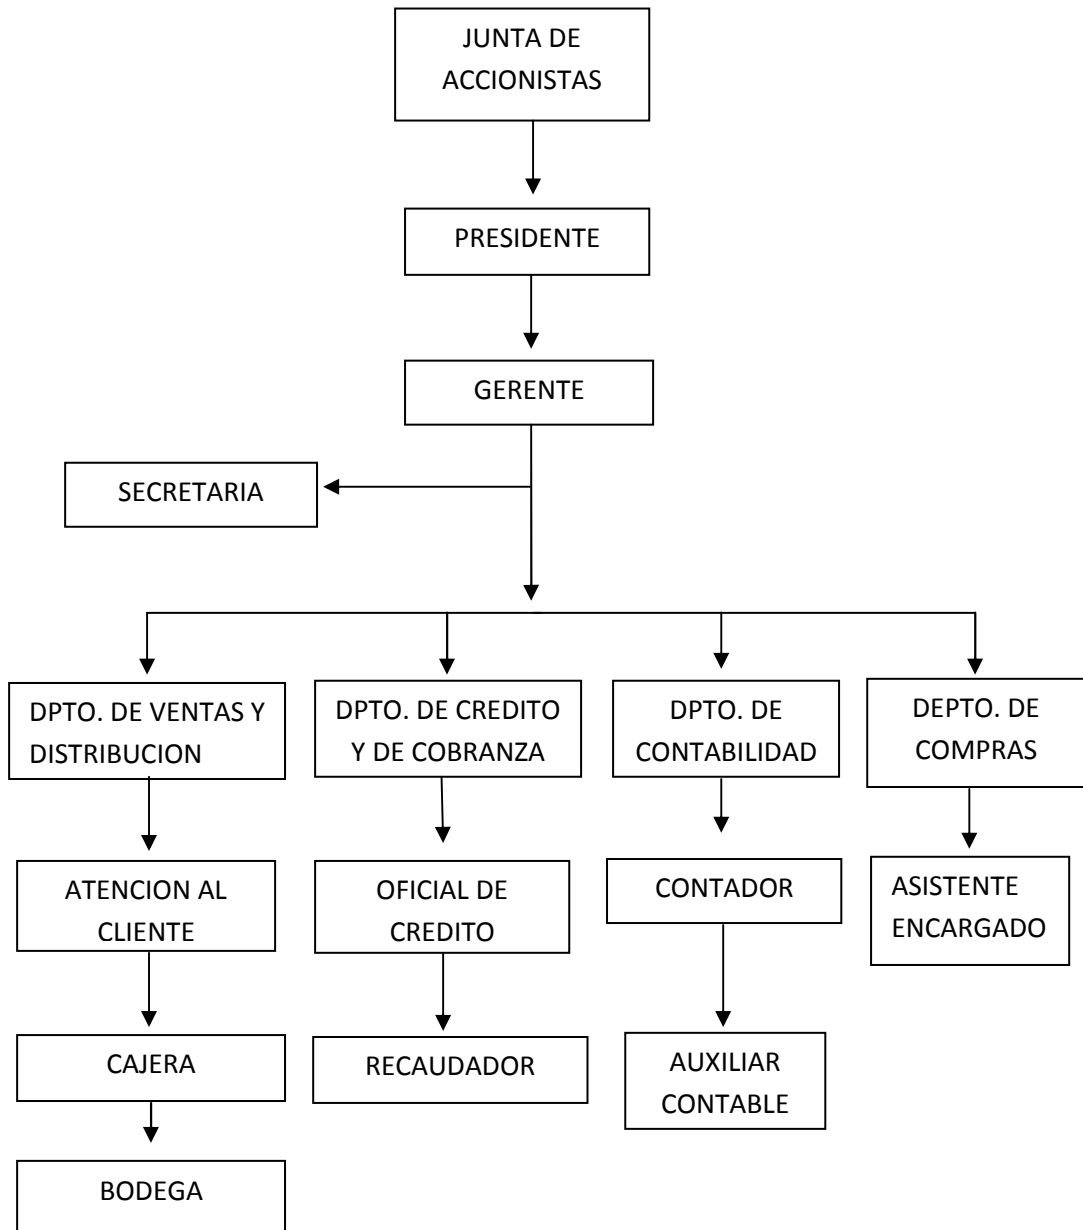 JUNTA DE
ACCIONISTAS
PRESIDENTE
GERENTE
SECRETARIA
DPTO. DE VENTAS Y
DISTRIBUCION
DPTO. DE CREDITO
Y DE COBRANZA
DPTO. DE
CONTABILIDAD
DEPTO. DE
COMPRAS
ATENCION AL
CLIENTE
OFICIAL DE
CREDITO
CONTADOR
ASISTENTE
ENCARGADO
CAJERA
RECAUDADOR
AUXILIAR
CONTABLE
BODEGA